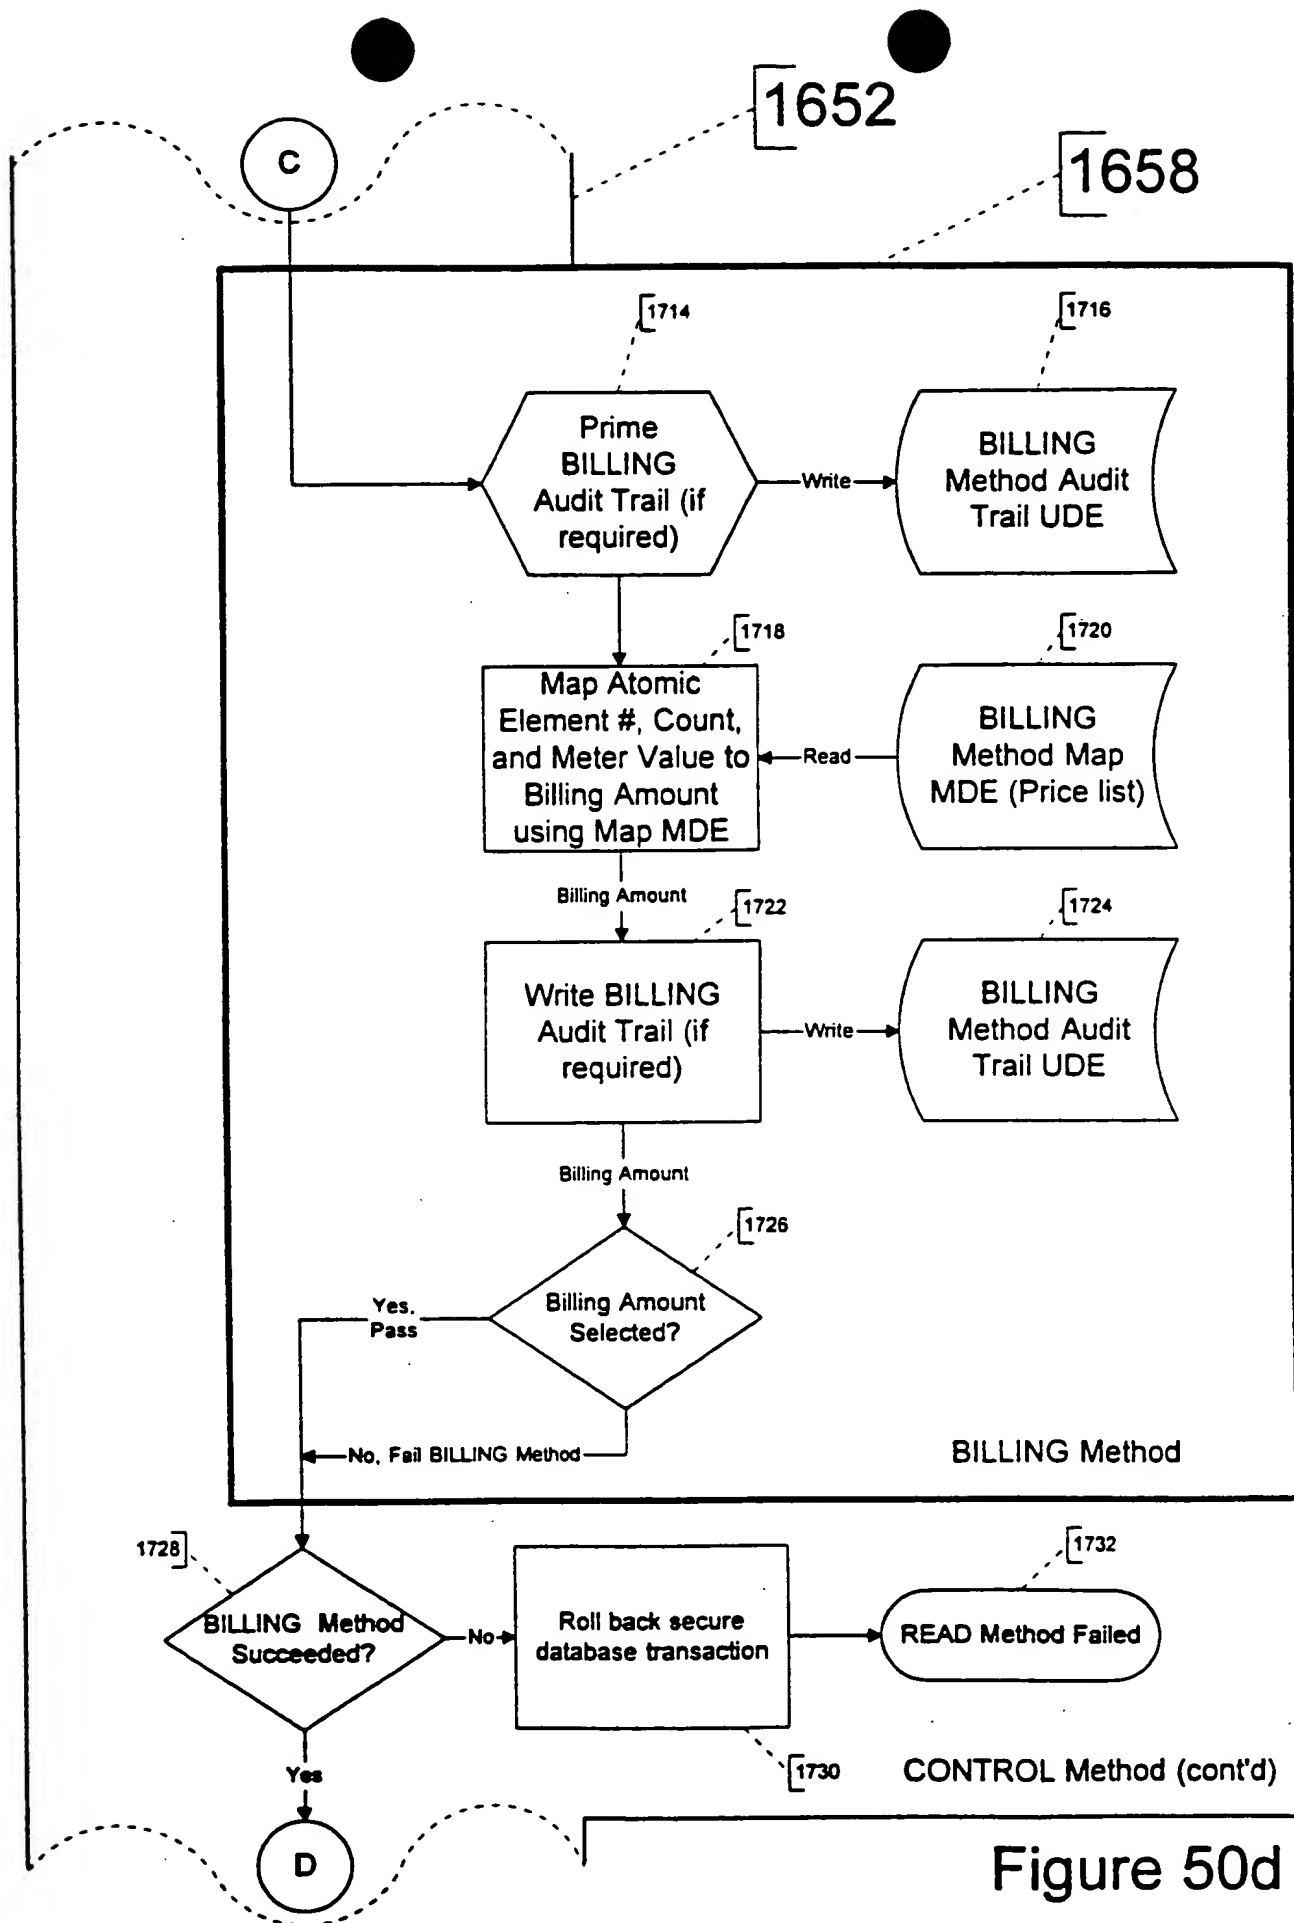 1652
C
1658
1714
1716
Prime
BILLING
Audit Trail (if
required)
Write
BILLING
Method Audit
Trail UDE
1718
1720
Map Atomic
Element #, Count,
and Meter Value to
Billing Amount
using Map MDE
Read
BILLING
Method Map
MDE (Price list)
Billing Amount
1722
1724
Write BILLING
Audit Trail (if
required)
Write
BILLING
Method Audit
Trail UDE
Billing Amount
1726
Billing Amount
Selected?
Yes,
Pass
No, Fail BILLING Method
BILLING Method
1728
1732
BILLING Method
Succeeded?
No
Roll back secure
database transaction
READ Method Failed
Yes
1730
CONTROL Method (cont'd)
D
Figure 50d